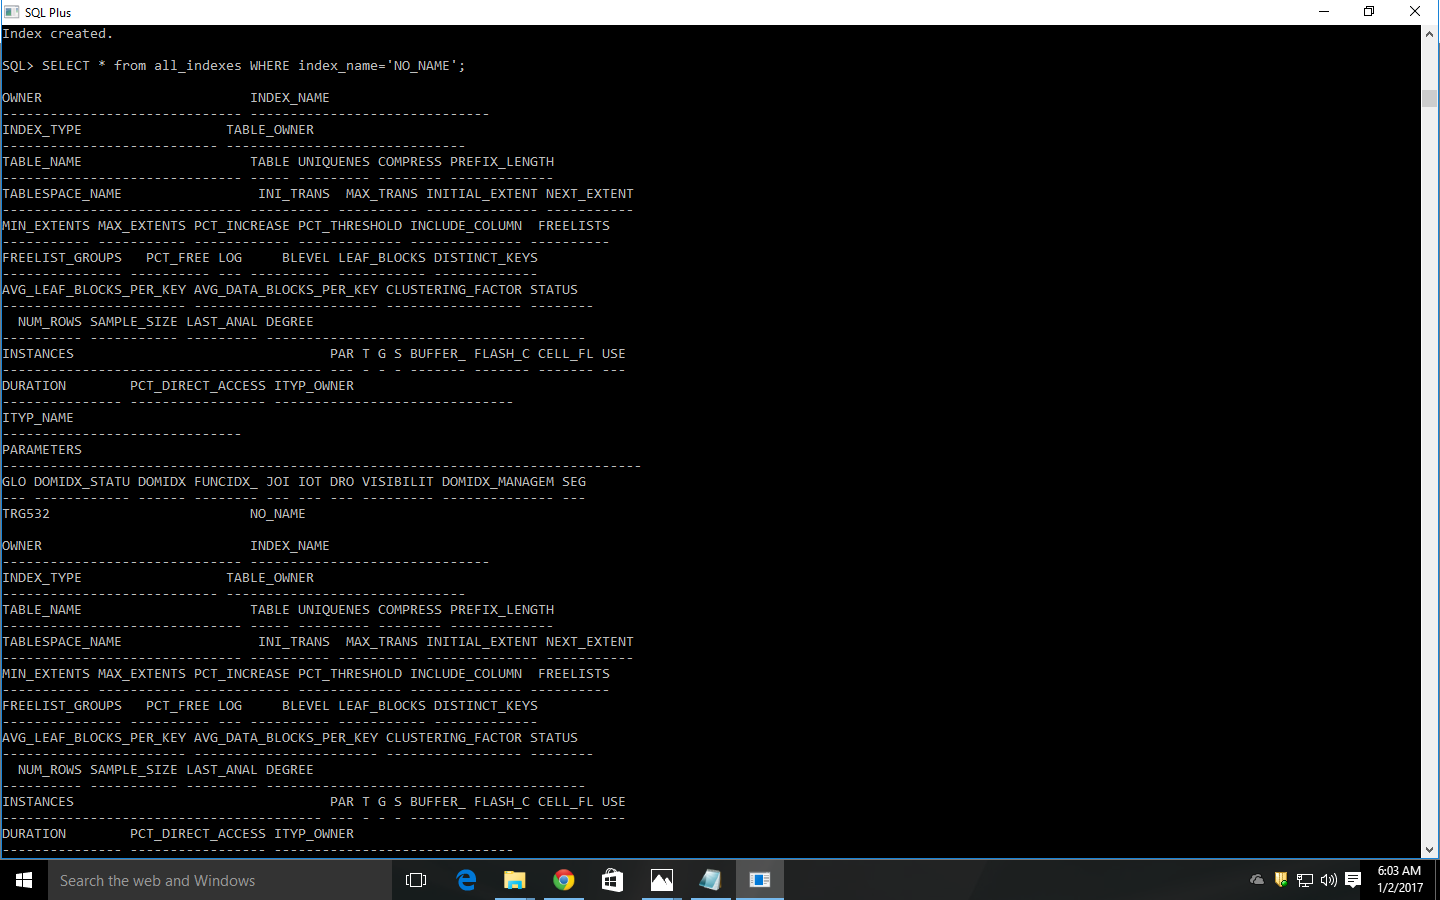 SQL Plus
Index created.
SQL> SELECT * from all_indexes WHERE index_name='NO_NAME';
OWNER                          INDEX_NAME
------------------------------ ------------------------------
INDEX_TYPE                  TABLE_OWNER
--------------------------- ------------------------------
TABLE_NAME                     TABLE UNIQUENES COMPRESS PREFIX_LENGTH
------------------------------ ----- --------- -------- -------------
TABLESPACE_NAME                 INI_TRANS  MAX_TRANS INITIAL_EXTENT NEXT_EXTENT
------------------------------ ---------- ---------- -------------- -----------
MIN_EXTENTS MAX_EXTENTS PCT_INCREASE PCT_THRESHOLD INCLUDE_COLUMN  FREELISTS
----------- ----------- ------------ ------------- -------------- ----------
FREELIST_GROUPS   PCT_FREE LOG     BLEVEL LEAF_BLOCKS DISTINCT_KEYS
--------------- ---------- --- ---------- ----------- -------------
AVG_LEAF_BLOCKS_PER_KEY AVG_DATA_BLOCKS_PER_KEY CLUSTERING_FACTOR STATUS
----------------------- ----------------------- ----------------- --------
  NUM_ROWS SAMPLE_SIZE LAST_ANAL DEGREE
---------- ----------- --------- ----------------------------------------
INSTANCES                                PAR T G S BUFFER_ FLASH_C CELL_FL USE
---------------------------------------- --- - - - ------- ------- ------- ---
DURATION        PCT_DIRECT_ACCESS ITYP_OWNER
--------------- ----------------- ------------------------------
ITYP_NAME
------------------------------
PARAMETERS
--------------------------------------------------------------------------------
GLO DOMIDX_STATU DOMIDX FUNCIDX_ JOI IOT DRO VISIBILIT DOMIDX_MANAGEM SEG
--- ------------ ------ -------- --- --- --- --------- -------------- ---
TRG532                         NO_NAME
OWNER                          INDEX_NAME
------------------------------ ------------------------------
INDEX_TYPE                  TABLE_OWNER
--------------------------- ------------------------------
TABLE_NAME                     TABLE UNIQUENES COMPRESS PREFIX_LENGTH
------------------------------ ----- --------- -------- -------------
TABLESPACE_NAME                 INI_TRANS  MAX_TRANS INITIAL_EXTENT NEXT_EXTENT
------------------------------ ---------- ---------- -------------- -----------
MIN_EXTENTS MAX_EXTENTS PCT_INCREASE PCT_THRESHOLD INCLUDE_COLUMN  FREELISTS
----------- ----------- ------------ ------------- -------------- ----------
FREELIST_GROUPS   PCT_FREE LOG     BLEVEL LEAF_BLOCKS DISTINCT_KEYS
--------------- ---------- --- ---------- ----------- -------------
AVG_LEAF_BLOCKS_PER_KEY AVG_DATA_BLOCKS_PER_KEY CLUSTERING_FACTOR STATUS
----------------------- ----------------------- ----------------- --------
  NUM_ROWS SAMPLE_SIZE LAST_ANAL DEGREE
---------- ----------- --------- ----------------------------------------
INSTANCES                                PAR T G S BUFFER_ FLASH_C CELL_FL USE
---------------------------------------- --- - - - ------- ------- ------- ---
DURATION        PCT_DIRECT_ACCESS ITYP_OWNER
--------------- ----------------- ------------------------------
Search the web and Windows
6:03 AM
1/2/2017